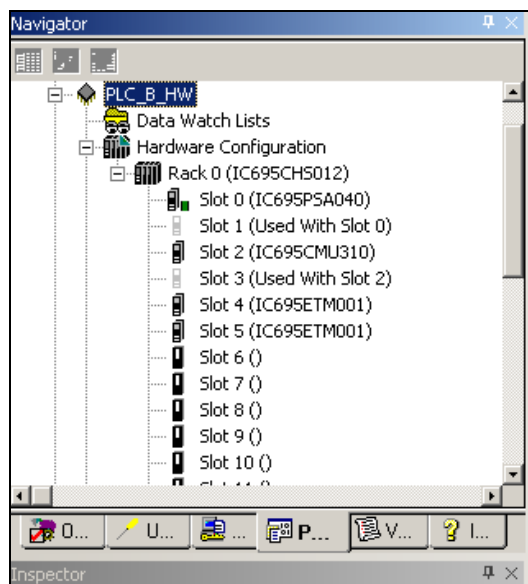 Navigator
PLC_B_HW
Data Watch Lists
Hardware Configuration
Rack 0 (IC695CHS012)
Slot 0 (IC695PSA040)
Slot 1 (Used With Slot 0)
Slot 2 (IC695CMU310)
Slot 3 (Used With Slot 2)
Slot 4 (IC695ETM001)
Slot 5 (IC695ETM001)
Slot 6 ()
Slot 7 ()
Slot 8 ()
Slot 9 ()
Slot 10 ()
O... U... ... P... V... I...
Inspector